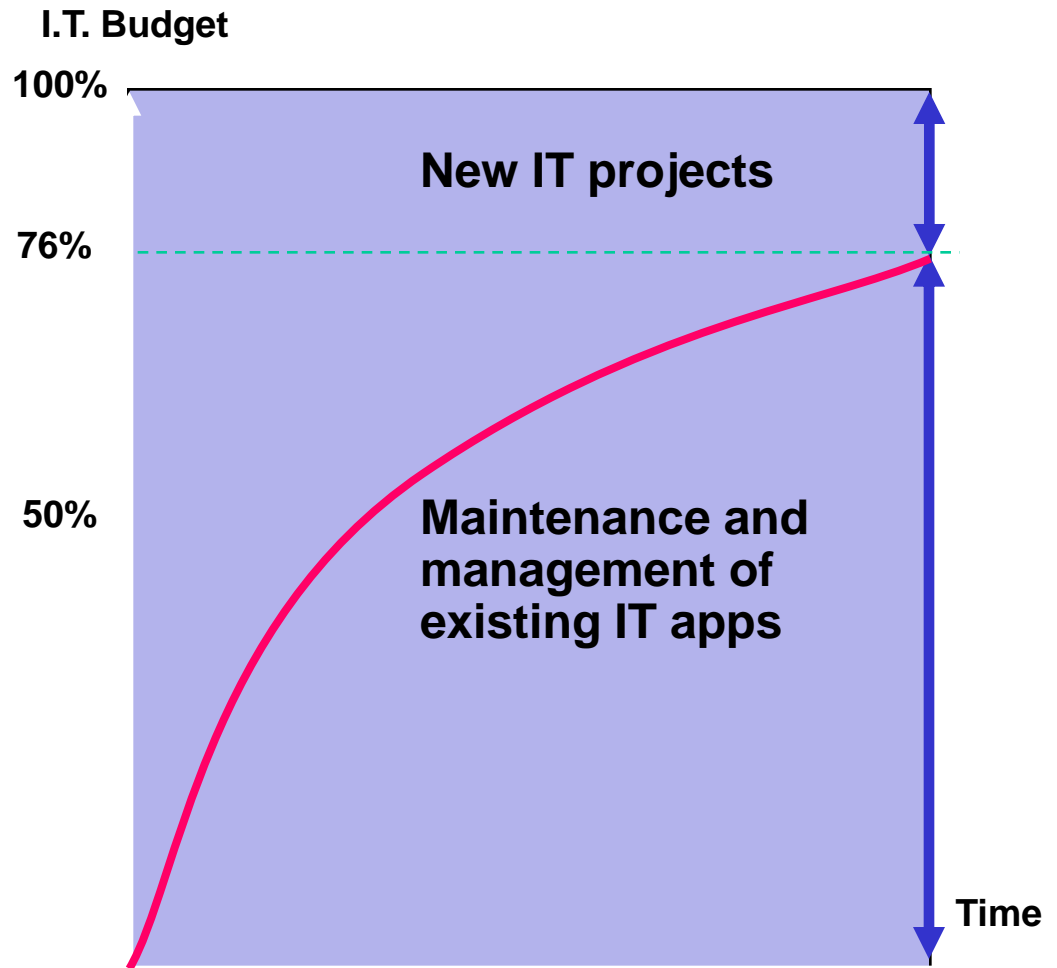 I.T. Budget
100%
New IT projects
76%
50%
Maintenance and
management of
existing IT apps
Time